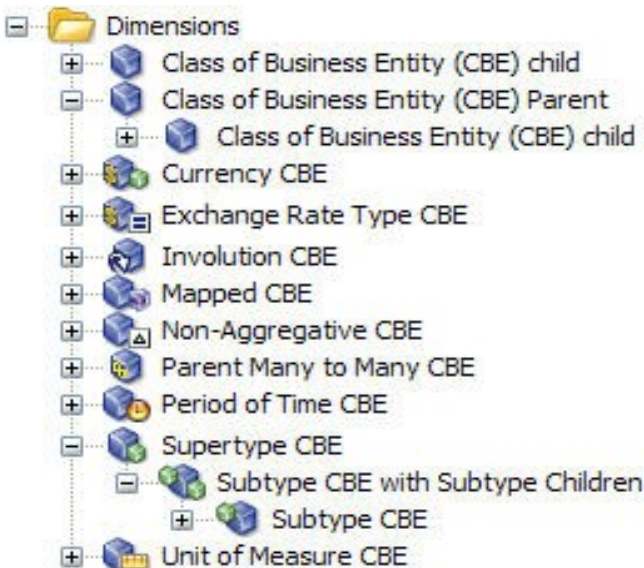 Dimensions
Class of Business Entity (CBE) child
Class of Business Entity (CBE) Parent
Class of Business Entity (CBE) child
Currency CBE
Exchange Rate Type CBE
Involution CBE
Mapped CBE
Non-Aggregative CBE
Parent Many to Many CBE
Period of Time CBE
Supertype CBE
Subtype CBE with Subtype Children
Subtype CBE
Unit of Measure CBE